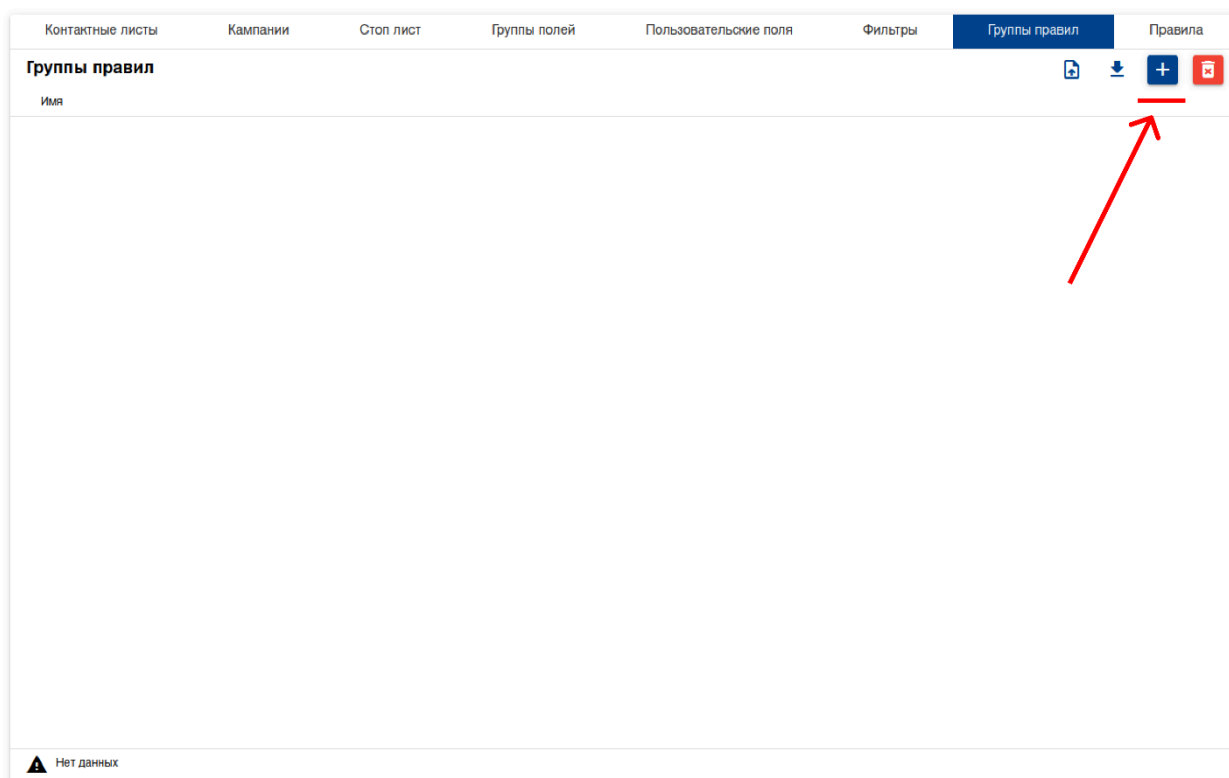 Контактные листы Кампании Стоп лист Группы полей Пользовательские поля Фильтры Группы правил Правила
Группы правил
Имя
Нет данных